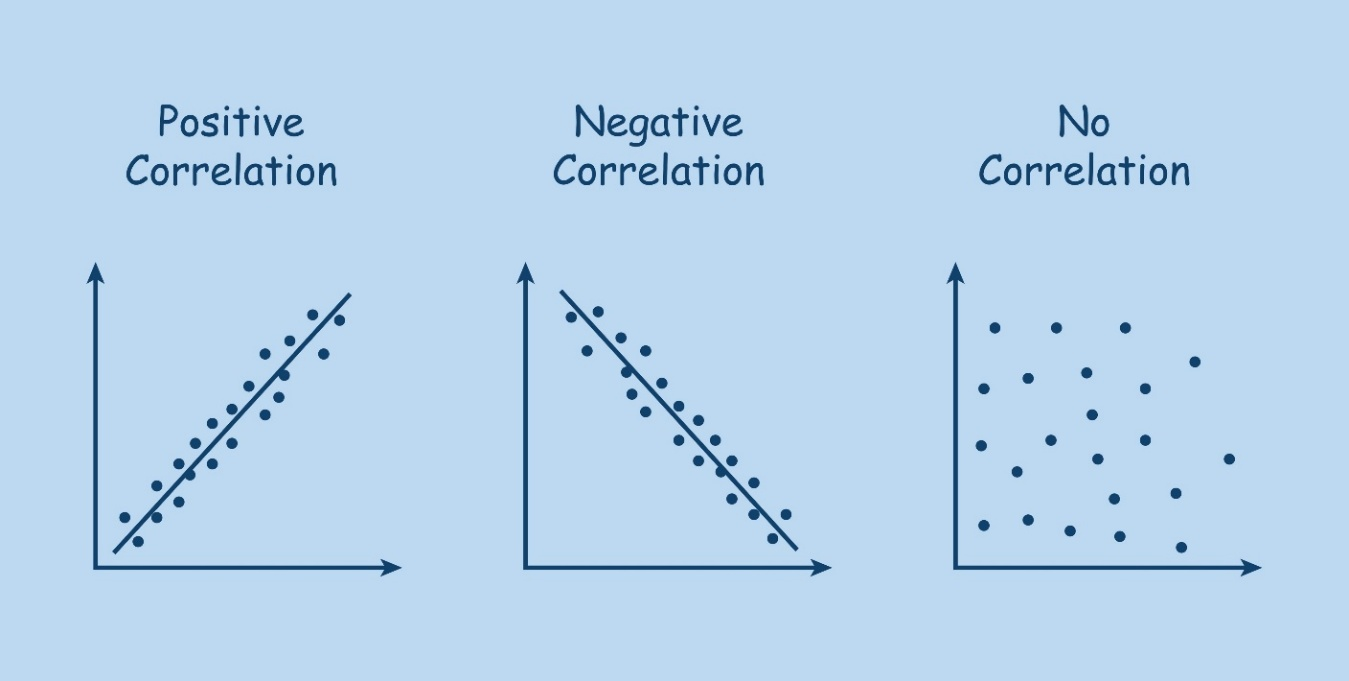 Positive
Correlation
Negative
Correlation
No
Correlation